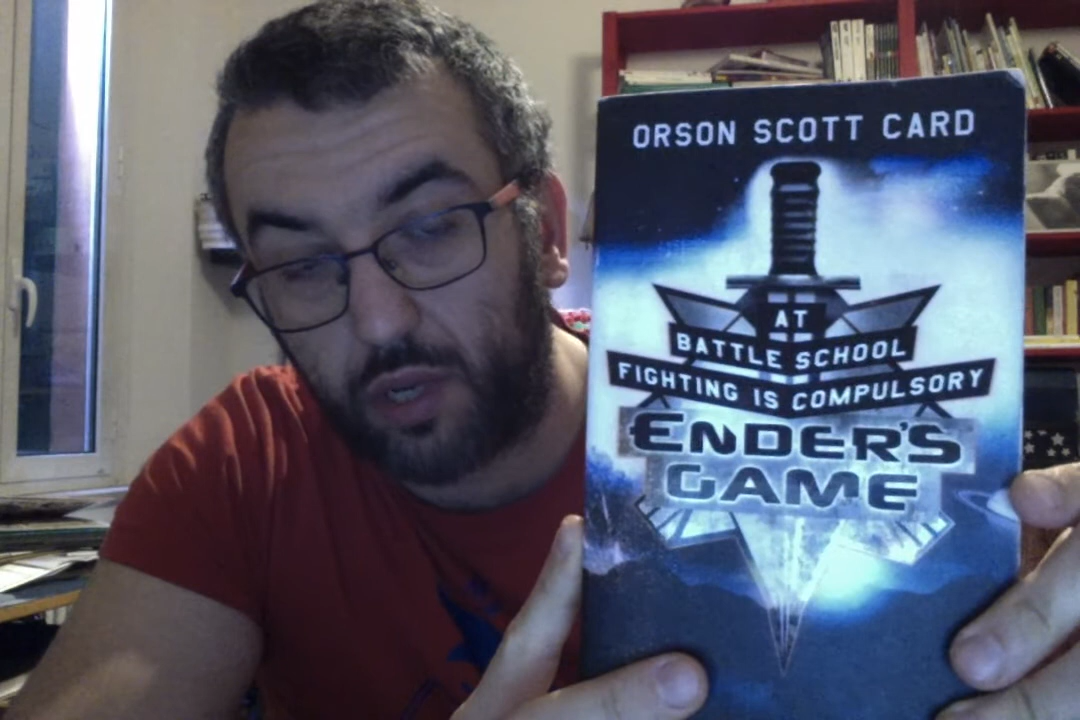 ORSON SCOTT CARD
AT
BATTLE SCHOOL
FIGHTING IS COMPULSORY
ENDER'S
GAME